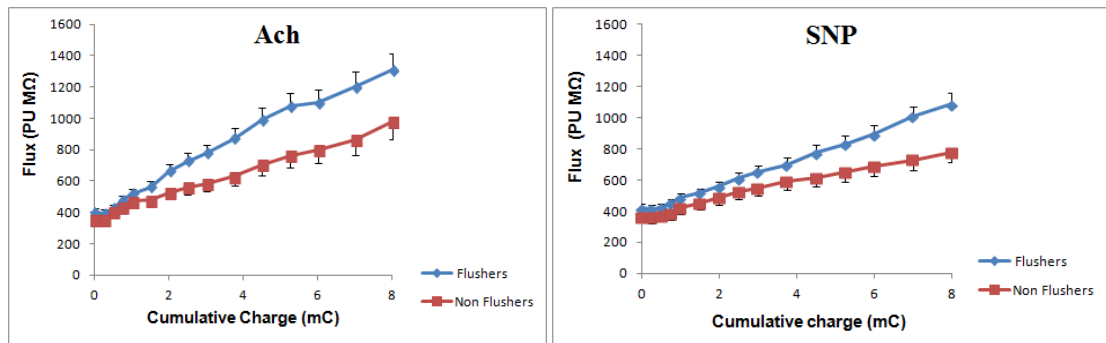 Ach
Flux (PU MΩ)
1600
1400
1200
1000
800
600
400
200
0
0 2 4 6 8
Cumulative Charge (mC)
Flushers
Non Flushers
SNP
Flux (PU MΩ)
1600
1400
1200
1000
800
600
400
200
0
0 2 4 6 8
Cumulative charge (mC)
Flushers
Non Flushers